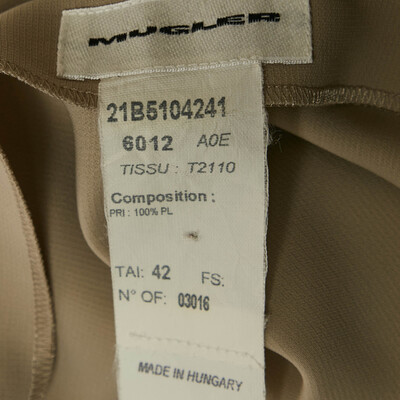 MUGLER
21B5104241
6012 A0E
TISSU : T2110
Composition :
PRI : 100% PL
TAI: 42 FS:
N° OF: 03016
MADE IN HUNGARY